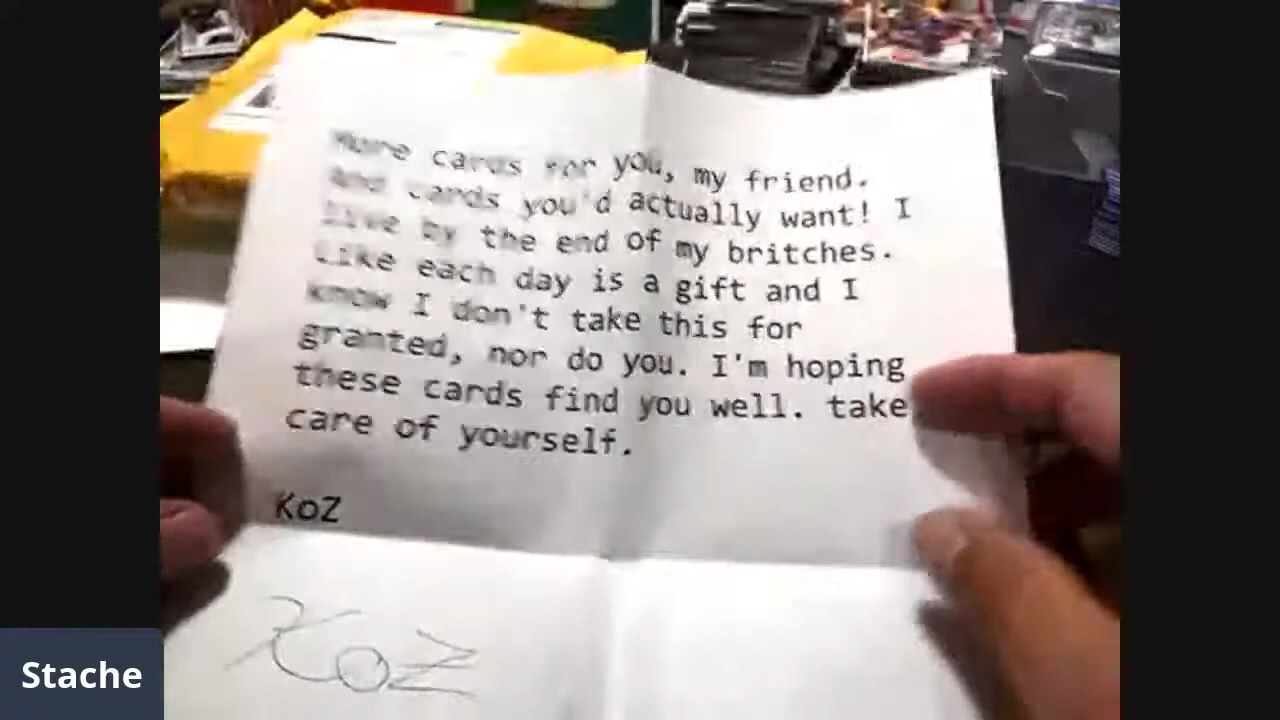 More cards for you, my friend.
And cards you'd actually want! I
live by the end of my britches.
Like each day is a gift and I
know I don't take this for
granted, nor do you. I'm hoping
these cards find you well. take
care of yourself.
KoZ
KoZ
Stache